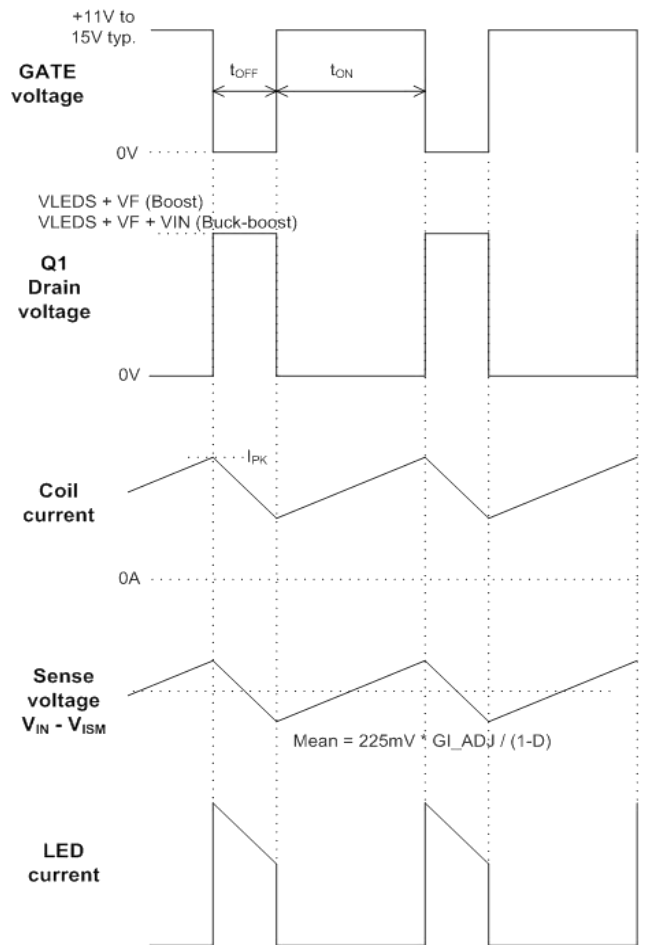 +11V to
15V typ.
GATE
voltage
tOFF
tON
0V
VLEDS + VF (Boost)
VLEDS + VF + VIN (Buck-boost)
Q1
Drain
voltage
0V
IPK
Coil
current
0A
Sense
voltage
VIN - VISM
Mean = 225mV * GI_ADJ / (1-D)
LED
current